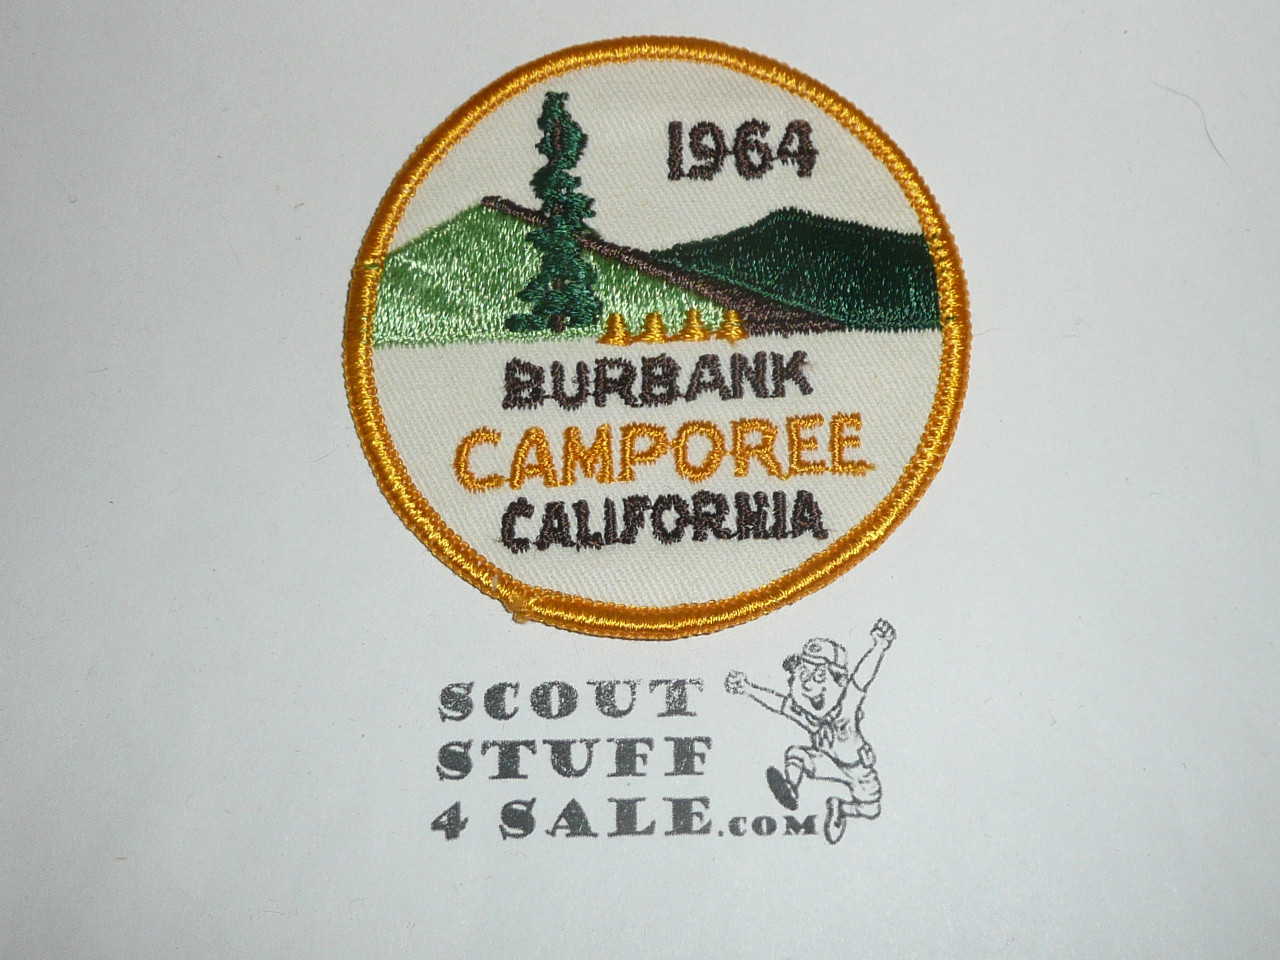 1964
BURBANK
CAMPOREE
CALIFORNIA
SCOUT
STUFF
4 SALE.COM